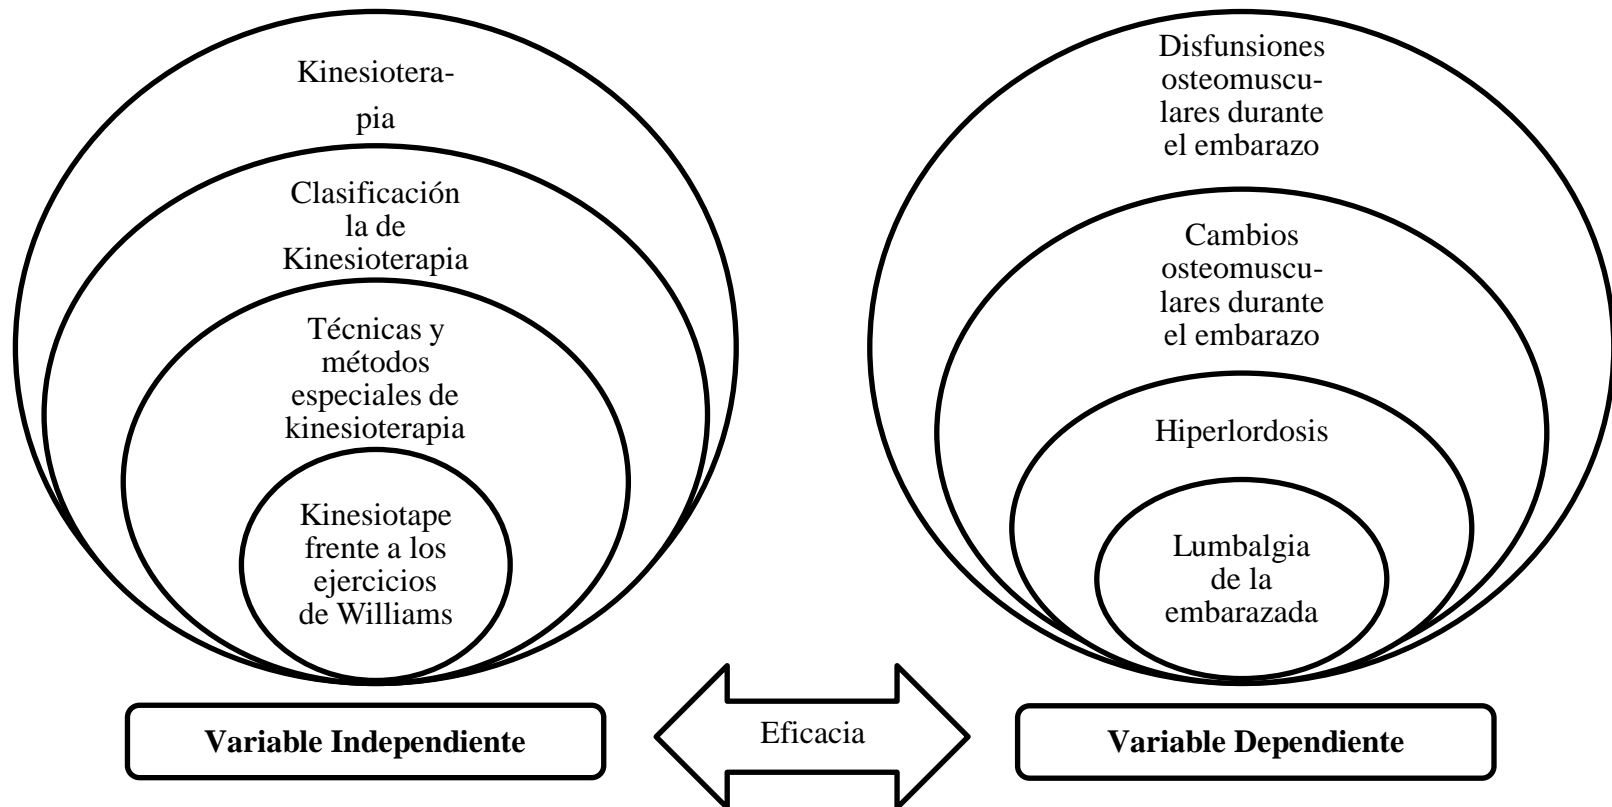 Kinesiotera-
pia
Clasificación
la de
Kinesioterapia
Técnicas y
métodos
especiales de
kinesioterapia
Kinesiotape
frente a los
ejercicios
de Williams
Variable Independiente
Eficacia
Disfunsiones
osteomuscu-
lares durante
el embarazo
Cambios
osteomuscu-
lares durante
el embarazo
Hiperlordosis
Lumbalgia
de la
embarazada
Variable Dependiente